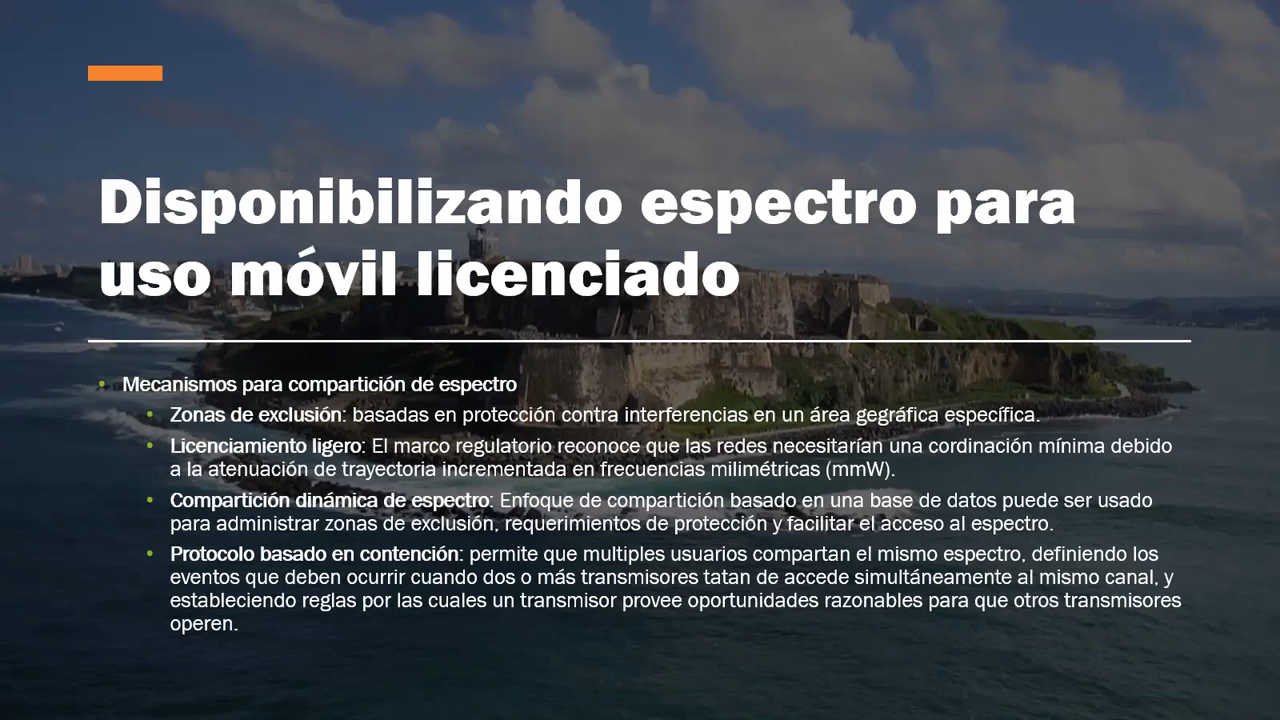 Disponibilizando espectro para
uso móvil licenciado
• Mecanismos para compartición de espectro
• Zonas de exclusión: basadas en protección contra interferencias en un área gegráfica específica.
• Licenciamiento ligero: El marco regulatorio reconoce que las redes necesitarían una cordinación mínima debido
a la atenuación de trayectoria incrementada en frecuencias milimétricas (mmW).
• Compartición dinámica de espectro: Enfoque de compartición basado en una base de datos puede ser usado
para administrar zonas de exclusión, requerimientos de protección y facilitar el acceso al espectro.
• Protocolo basado en contención: permite que multiples usuarios compartan el mismo espectro, definiendo los
eventos que deben ocurrir cuando dos o más transmisores tatan de accede simultáneamente al mismo canal, y
estableciendo reglas por las cuales un transmisor provee oportunidades razonables para que otros transmisores
operen.